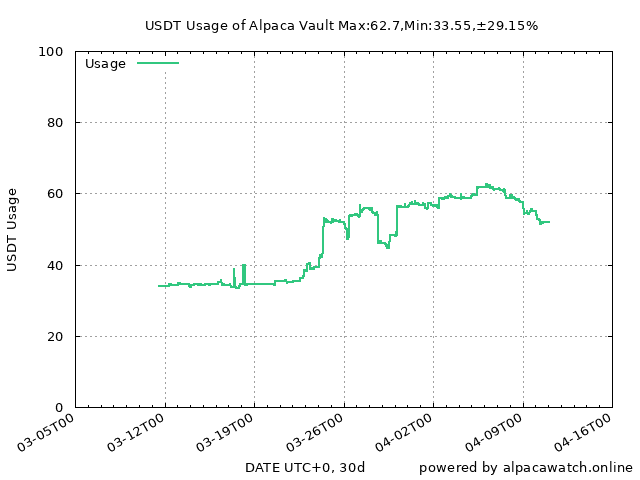 USDT Usage of Alpaca Vault Max:62.7,Min:33.55,±29.15%
Usage
100
80
60
40
20
0
USDT Usage
03-05T00
03-12T00
03-19T00
03-26T00
04-02T00
04-09T00
04-16T00
DATE UTC+0, 30d
powered by alpacawatch.online